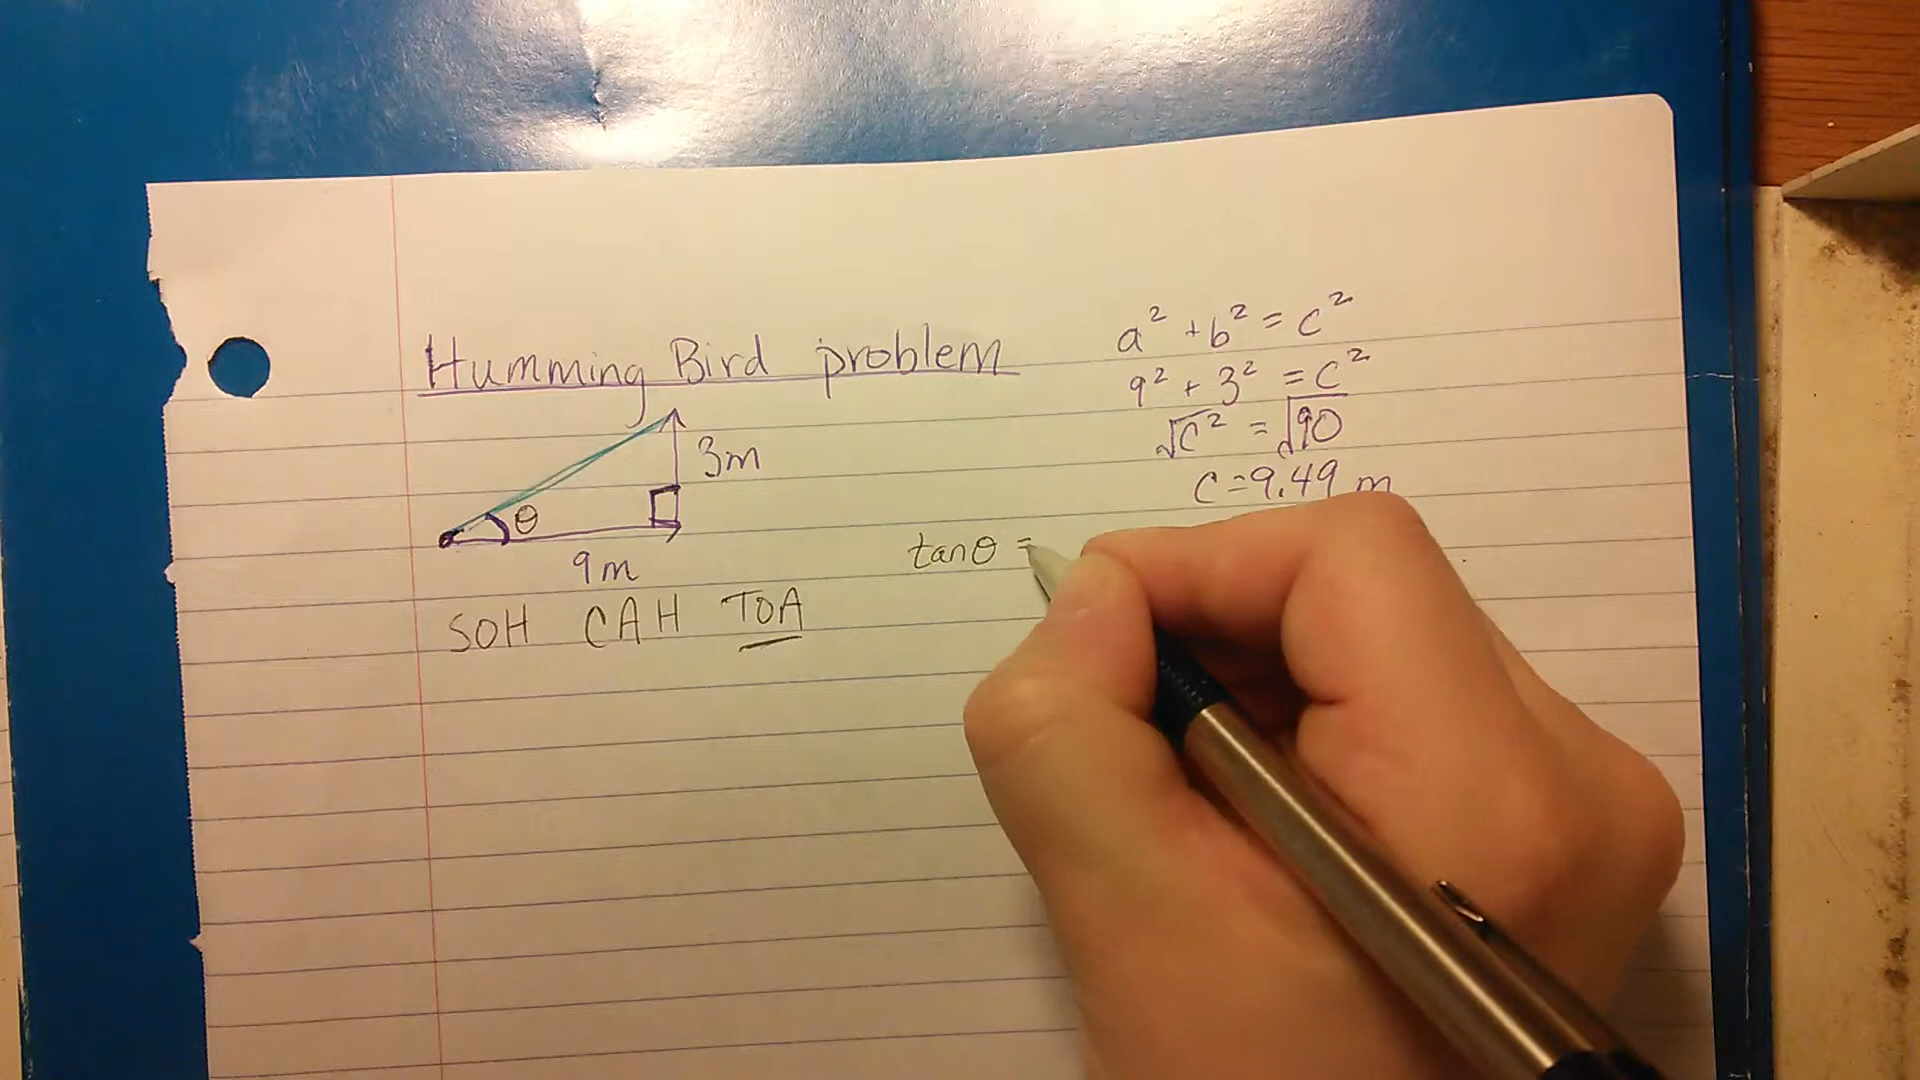 Humming Bird problem
3m
θ
9m
SOH CAH TOA
a² + b² = c²
9² + 3² = c²
√c² = √90
c = 9.49 m
tanθ =